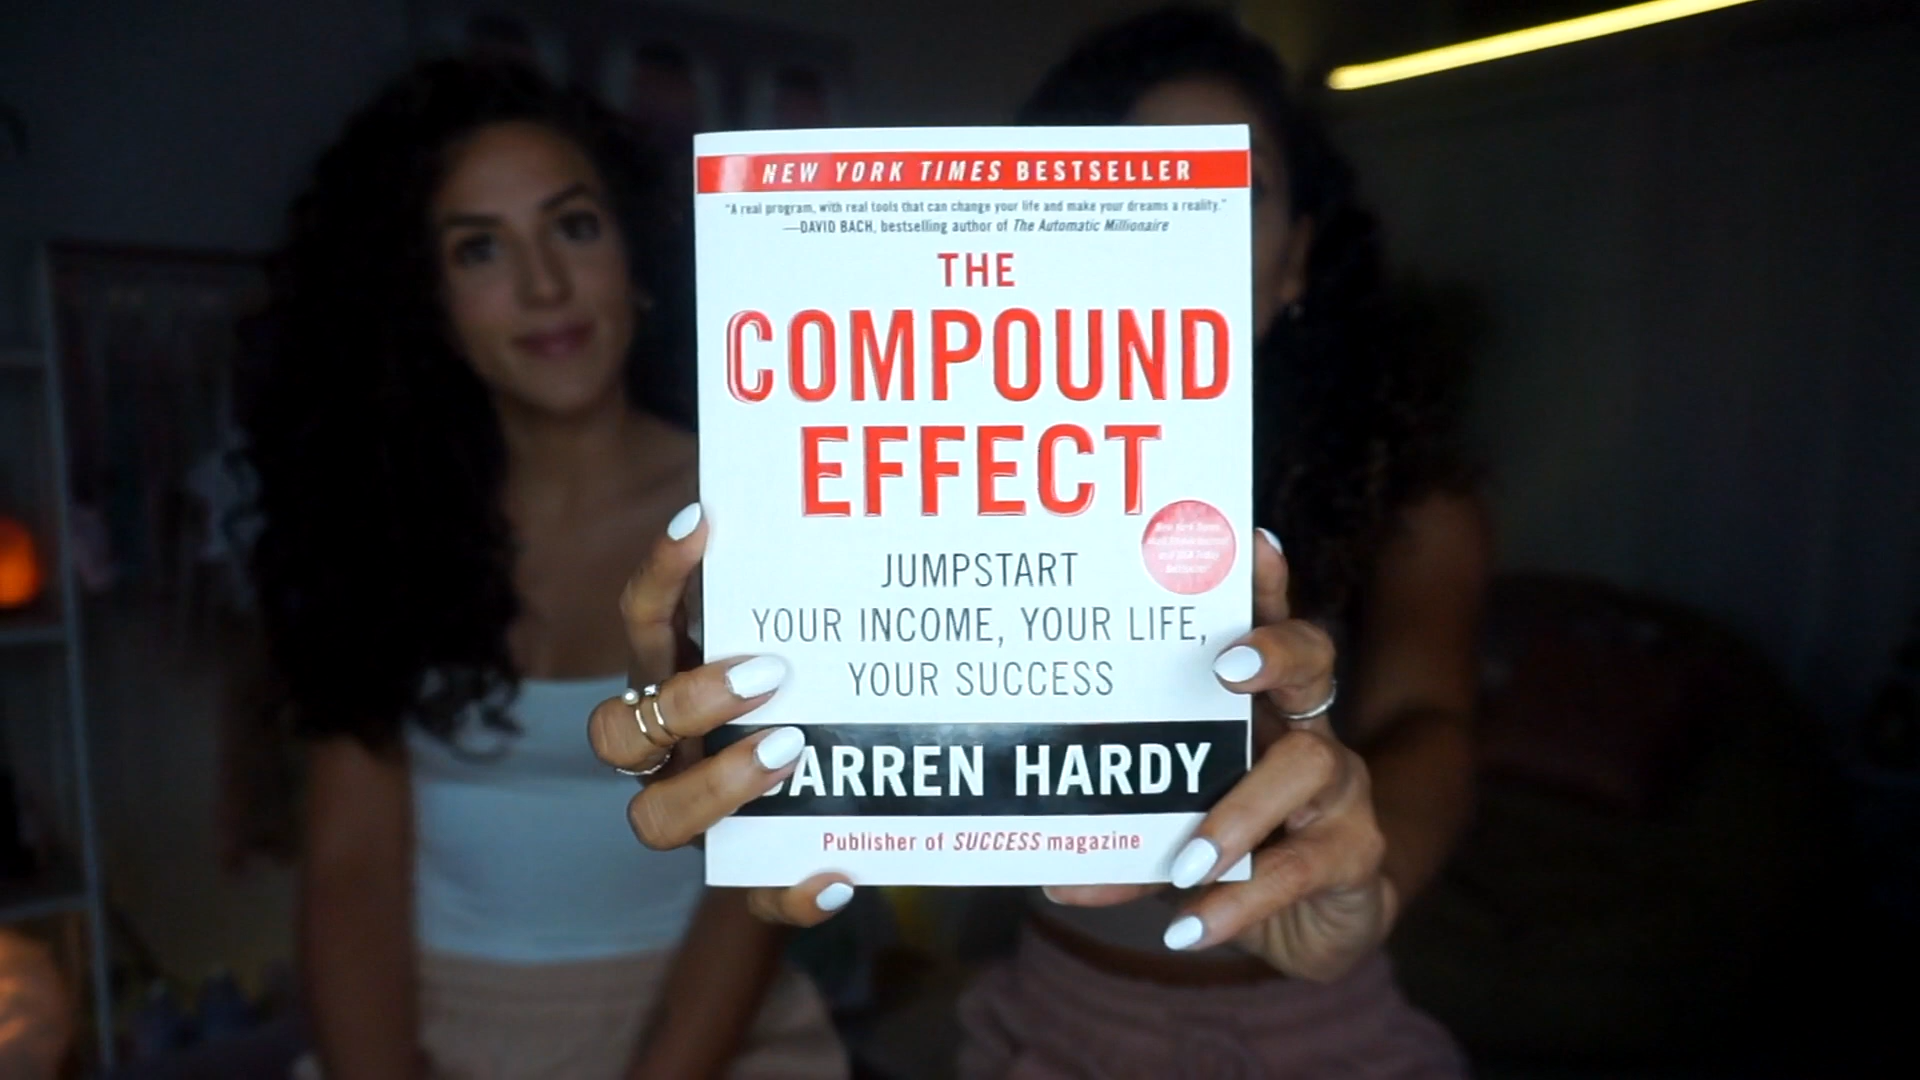 NEW YORK TIMES BESTSELLER
"A real program, with real tools that can change your life and make your dreams a reality."
—DAVID BACH, bestselling author of The Automatic Millionaire
THE
COMPOUND
EFFECT
JUMPSTART
YOUR INCOME, YOUR LIFE,
YOUR SUCCESS
DARREN HARDY
Publisher of SUCCESS magazine